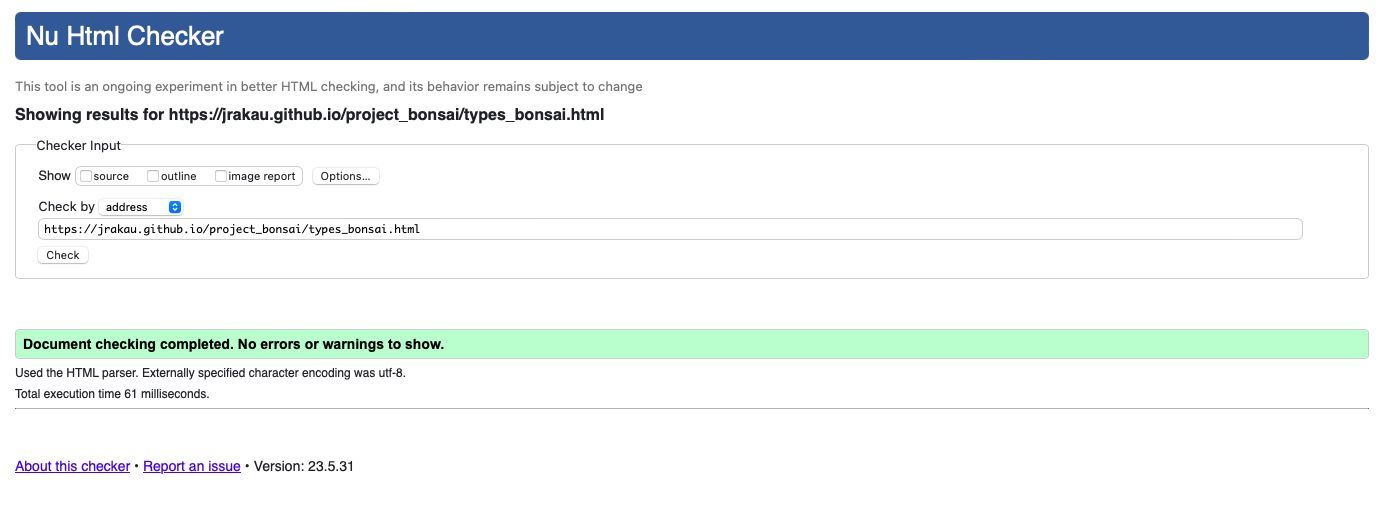 Nu Html Checker
This tool is an ongoing experiment in better HTML checking, and its behavior remains subject to change
Showing results for https://jrakau.github.io/project_bonsai/types_bonsai.html
Checker Input
Show source outline image report Options...
Check by address
https://jrakau.github.io/project_bonsai/types_bonsai.html
Check
Document checking completed. No errors or warnings to show.
Used the HTML parser. Externally specified character encoding was utf-8.
Total execution time 61 milliseconds.
About this checker • Report an issue • Version: 23.5.31